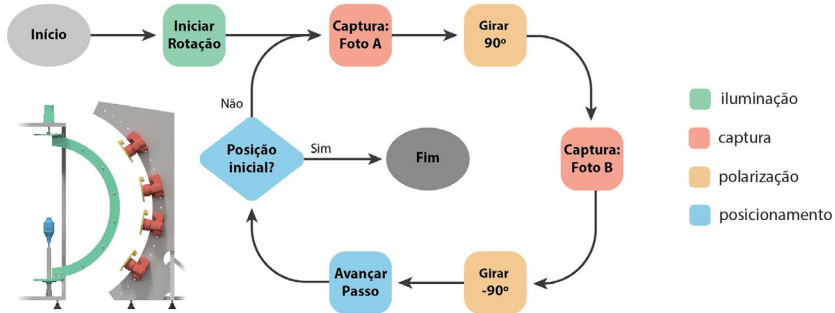 Início
Iniciar
Rotação
Captura:
Foto A
Girar
90º
iluminação
captura
polarização
posicionamento
Não
Posição
inicial?
Sim
Fim
Captura:
Foto B
Avançar
Passo
Girar
-90º